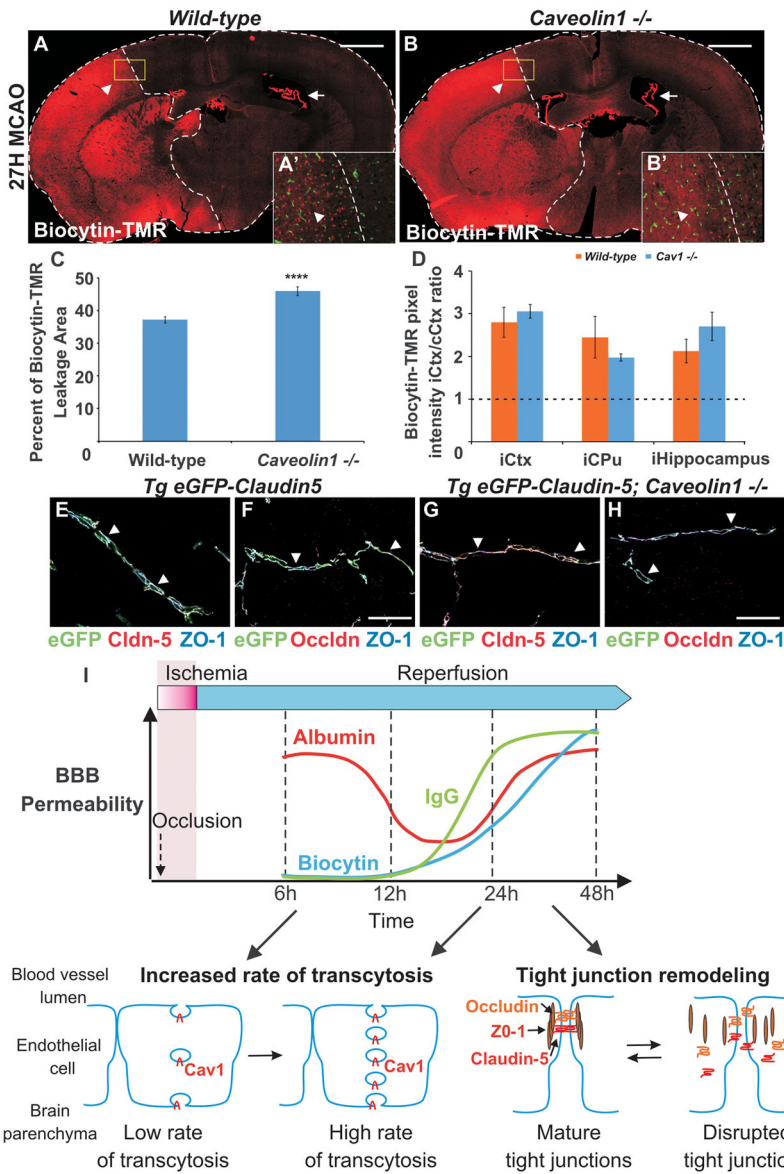 Wild-type
Caveolin1 -/-
27H MCAO
A
B
A'
B'
Biocytin-TMR
Biocytin-TMR
C
Percent of Biocytin-TMR
Leakage Area
50
40
30
20
10
0
****
Wild-type
Caveolin1 -/-
D
Wild-type
Cav1 -/-
Biocytin-TMR pixel
intensity iCtx/cCtx ratio
4
3
2
1
0
iCtx
iCPu
iHippocampus
Tg eGFP-Claudin5
Tg eGFP-Claudin-5; Caveolin1 -/-
E
F
G
H
eGFP Cldn-5 ZO-1
eGFP Occldn ZO-1
eGFP Cldn-5 ZO-1
eGFP Occldn ZO-1
I
Ischemia
Reperfusion
BBB
Permeability
Albumin
IgG
Occlusion
Biocytin
6h
12h
24h
48h
Time
Increased rate of transcytosis
Tight junction remodeling
Blood vessel
lumen
Endothelial
cell
Brain
parenchyma
Cav1
Cav1
Occludin
Z0-1
Claudin-5
Low rate
of transcytosis
High rate
of transcytosis
Mature
tight junctions
Disrupted
tight junctio